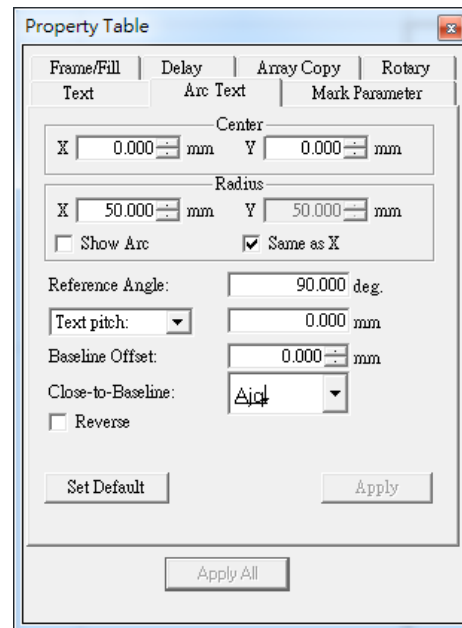 Property Table
Frame/Fill Delay Array Copy Rotary
Text Arc Text Mark Parameter
Center
X 0.000 mm Y 0.000 mm
Radius
X 50.000 mm Y 50.000 mm
Show Arc Same as X
Reference Angle: 90.000 deg.
Text pitch: 0.000 mm
Baseline Offset: 0.000 mm
Close-to-Baseline: Ajq
Reverse
Set Default Apply
Apply All